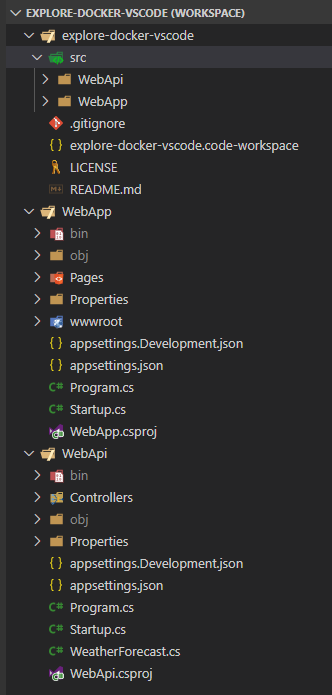 EXPLORE-DOCKER-VSCODE (WORKSPACE)
explore-docker-vscode
src
WebApi
WebApp
.gitignore
{ } explore-docker-vscode.code-workspace
LICENSE
README.md
WebApp
bin
obj
Pages
Properties
wwwroot
{ } appsettings.Development.json
{ } appsettings.json
C# Program.cs
C# Startup.cs
WebApp.csproj
WebApi
bin
Controllers
obj
Properties
{ } appsettings.Development.json
{ } appsettings.json
C# Program.cs
C# Startup.cs
C# WeatherForecast.cs
WebApi.csproj